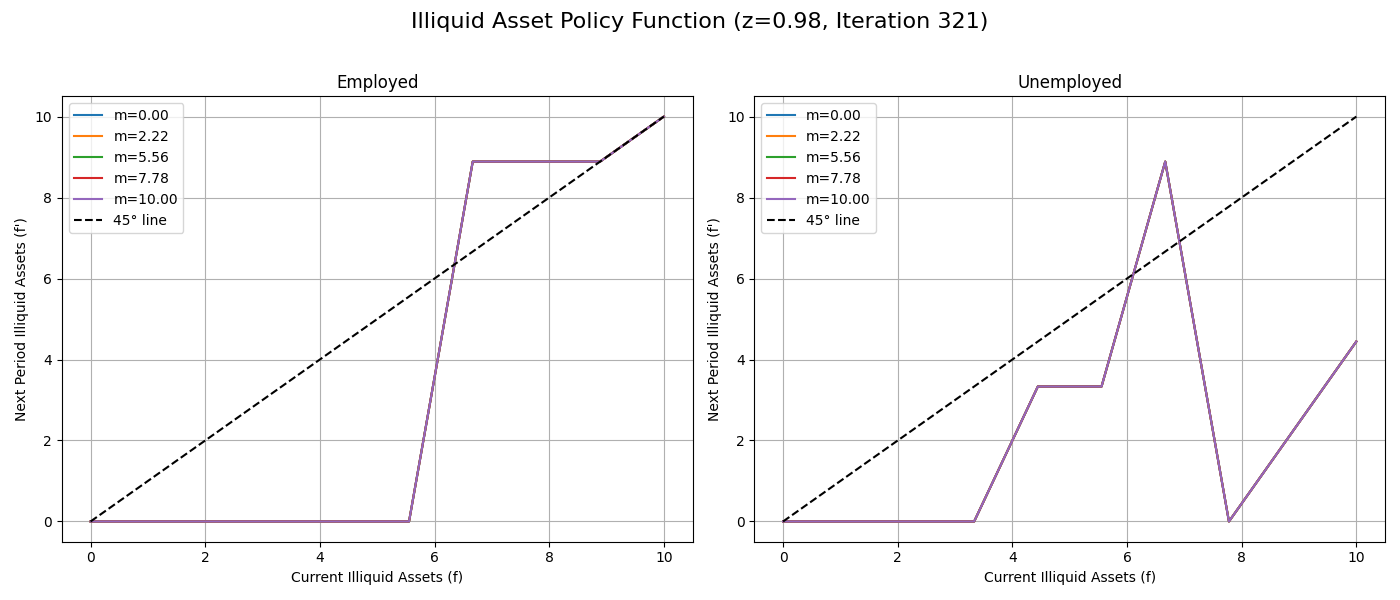 Illiquid Asset Policy Function (z=0.98, Iteration 321)
Employed
m=0.00
m=2.22
m=5.56
m=7.78
m=10.00
45° line
10
8
6
4
2
0
Next Period Illiquid Assets (f')
0 2 4 6 8 10
Current Illiquid Assets (f)
Unemployed
m=0.00
m=2.22
m=5.56
m=7.78
m=10.00
45° line
10
8
6
4
2
0
Next Period Illiquid Assets (f')
0 2 4 6 8 10
Current Illiquid Assets (f)